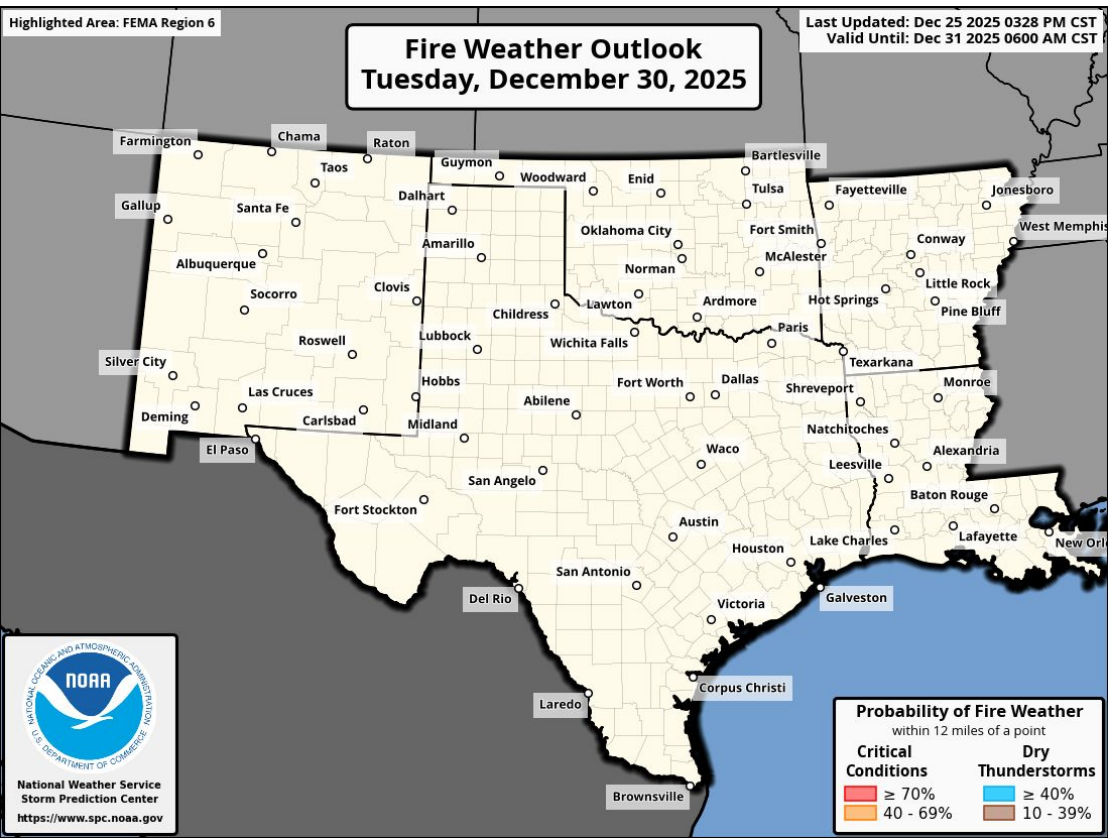 Highlighted Area: FEMA Region 6
Fire Weather Outlook
Tuesday, December 30, 2025
Last Updated: Dec 25 2025 0328 PM CST
Valid Until: Dec 31 2025 0600 AM CST
Farmington
Chama
Raton
Taos
Guymon
Woodward
Enid
Bartlesville
Tulsa
Fayetteville
Jonesboro
Gallup
Santa Fe
Dalhart
West Memphis
Albuquerque
Amarillo
Oklahoma City
Norman
Fort Smith
McAlester
Conway
Little Rock
Socorro
Clovis
Childress
Lawton
Ardmore
Hot Springs
Pine Bluff
Roswell
Lubbock
Wichita Falls
Paris
Texarkana
Silver City
Las Cruces
Hobbs
Fort Worth
Dallas
Shreveport
Monroe
Deming
Carlsbad
Midland
Abilene
Natchitoches
El Paso
Waco
Leesville
Alexandria
San Angelo
Fort Stockton
Baton Rouge
Austin
Houston
Lake Charles
Lafayette
New Orl
San Antonio
Del Rio
Victoria
Galveston
Laredo
Corpus Christi
Brownsville
NATIONAL OCEANIC AND ATMOSPHERIC ADMINISTRATION
NOAA
U.S. DEPARTMENT OF COMMERCE
National Weather Service
Storm Prediction Center
https://www.spc.noaa.gov
Probability of Fire Weather
within 12 miles of a point
Critical
Conditions
≥ 70%
40 - 69%
Dry
Thunderstorms
≥ 40%
10 - 39%